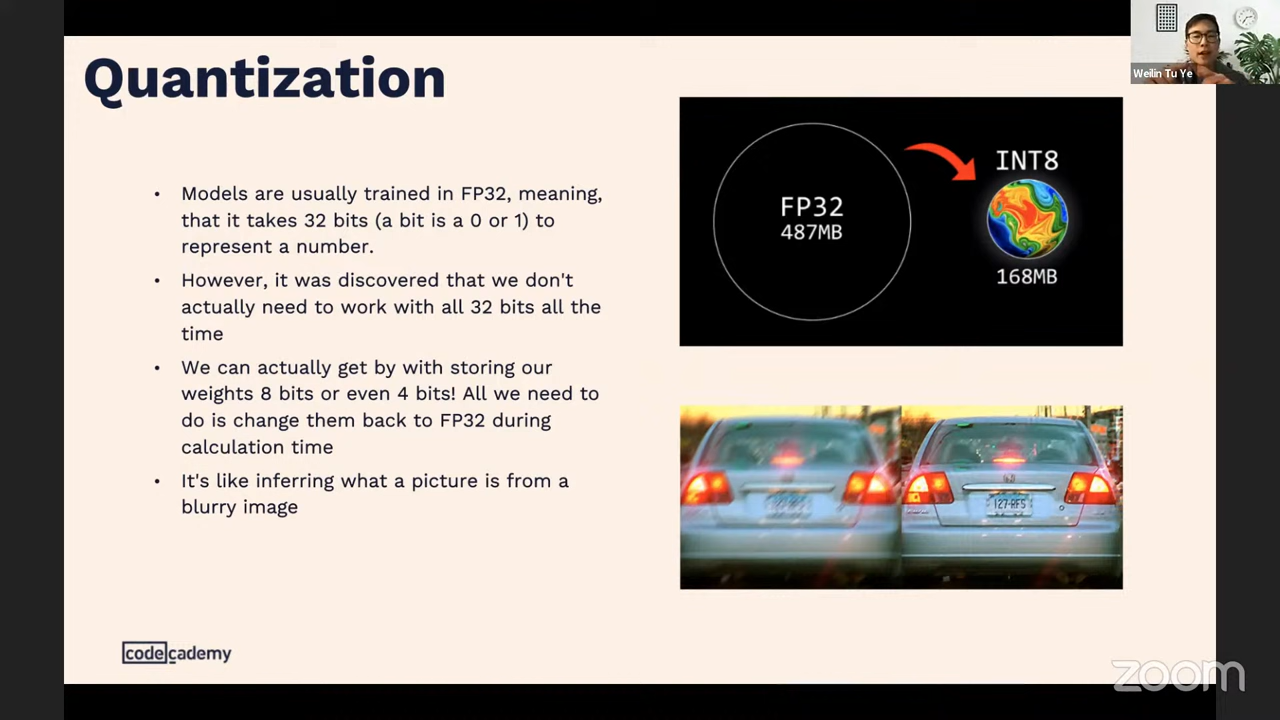 Quantization
Weilin Tu Ye
• Models are usually trained in FP32, meaning,
that it takes 32 bits (a bit is a 0 or 1) to
represent a number.
• However, it was discovered that we don't
actually need to work with all 32 bits all the
time
• We can actually get by with storing our
weights 8 bits or even 4 bits! All we need to
do is change them back to FP32 during
calculation time
• It's like inferring what a picture is from a
blurry image
FP32
487MB
INT8
168MB
127·RFS
codecademy
zoom